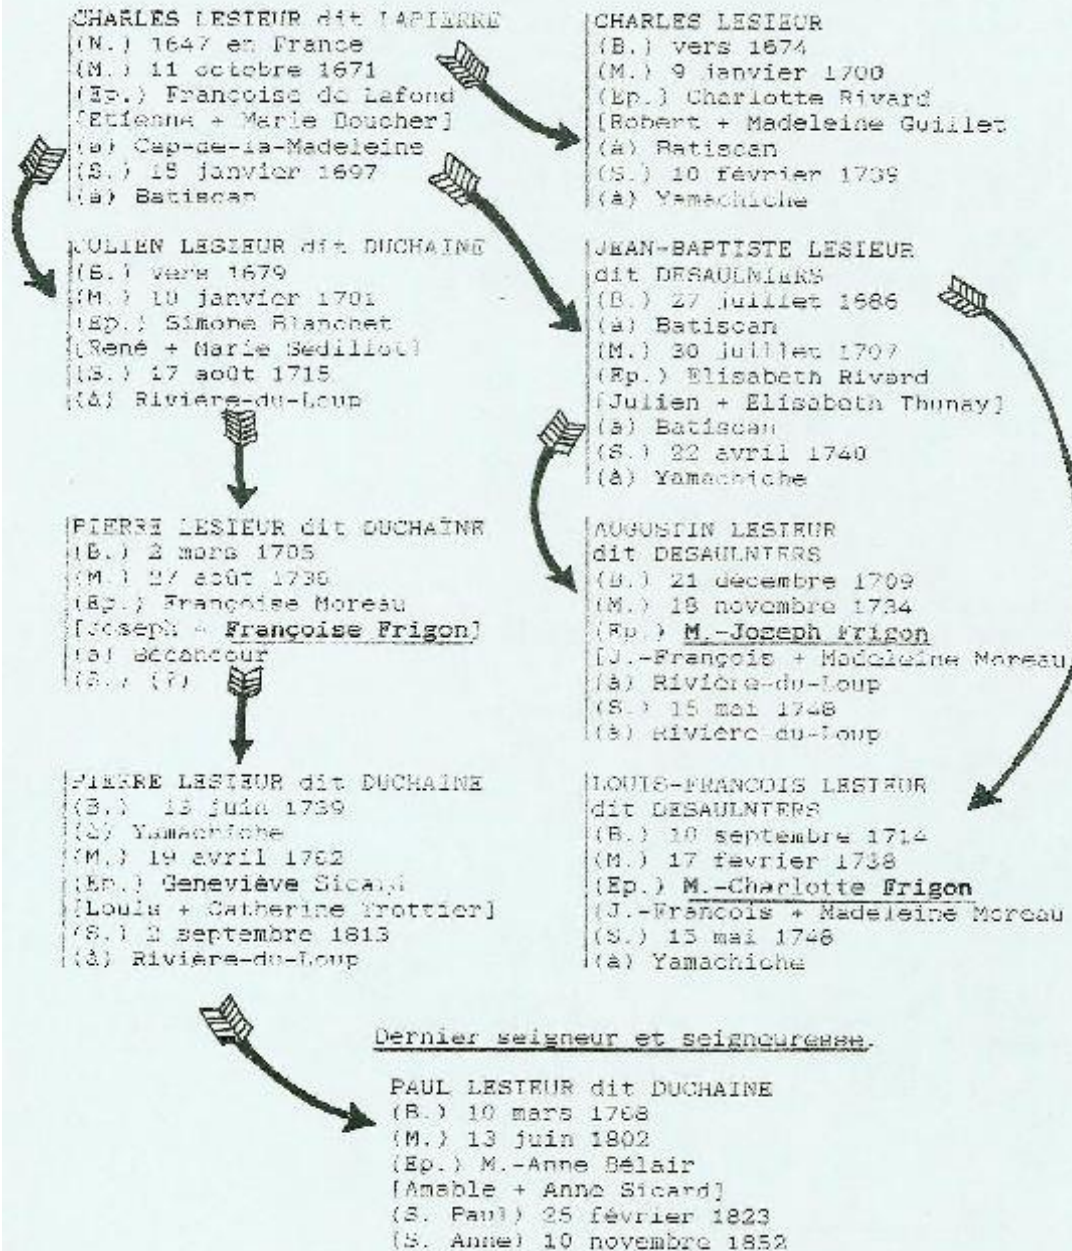 CHARLES LESIEUR dit LAPIERRE
(N.) 1647 en France
(M.) 11 octobre 1671
(Ep.) Françoise de Lafond
[Etienne + Marie Boucher]
(à) Cap-de-la-Madeleine
(S.) 15 janvier 1697
(à) Batiscan
CHARLES LESIEUR
(B.) vers 1674
(M.) 9 janvier 1700
(Ep.) Charlotte Rivard
[Robert + Madeleine Guillet
(à) Batiscan
(S.) 10 février 1739
(à) Yamachiche
JULIEN LESIEUR dit DUCHAINE
(B.) vers 1679
(M.) 10 janvier 1701
(Ep.) Simone Blanchet
[René + Marie Sedillot]
(S.) 17 août 1715
(à) Rivière-du-Loup
JEAN-BAPTISTE LESIEUR
dit DESAULNIERS
(B.) 27 juillet 1686
(à) Batiscan
(M.) 30 juillet 1707
(Ep.) Elisabeth Rivard
[Julien + Elisabeth Thunay]
(à) Batiscan
(S.) 22 avril 1740
(à) Yamachiche
PIERRE LESIEUR dit DUCHAÎNE
(B.) 2 mars 1705
(M.) 27 août 1736
(Ep.) Françoise Moreau
[Joseph + Françoise Frigon]
(à) Bécancour
(S.) (?)
AUGUSTIN LESIEUR
dit DESAULNIERS
(B.) 21 décembre 1709
(M.) 18 novembre 1734
(Ep.) M.-Joseph Frigon
[J.-François + Madeleine Moreau
(à) Rivière-du-Loup
(S.) 15 mai 1748
(à) Rivière-du-Loup
PIERRE LESIEUR dit DUCHAINE
(B.) 13 juin 1739
(à) Yamachiche
(M.) 19 avril 1762
(Ep.) Geneviève Sicard
[Louis + Catherine Trottier]
(S.) 2 septembre 1813
(à) Rivière-du-Loup
LOUIS-FRANCOIS LESIEUR
dit DESAULNIERS
(B.) 10 septembre 1714
(M.) 17 fevrier 1738
(Ep.) M.-Charlotte Frigon
[J.-Francois + Madeleine Moreau
(S.) 15 mai 1748
(à) Yamachiche
Dernier seigneur et seigneuresse.
PAUL LESIEUR dit DUCHAINE
(B.) 10 mars 1768
(M.) 13 juin 1802
(Ep.) M.-Anne Bélair
[Amable + Anne Sicard]
(S. Paul) 25 février 1823
(S. Anne) 10 novembre 1852